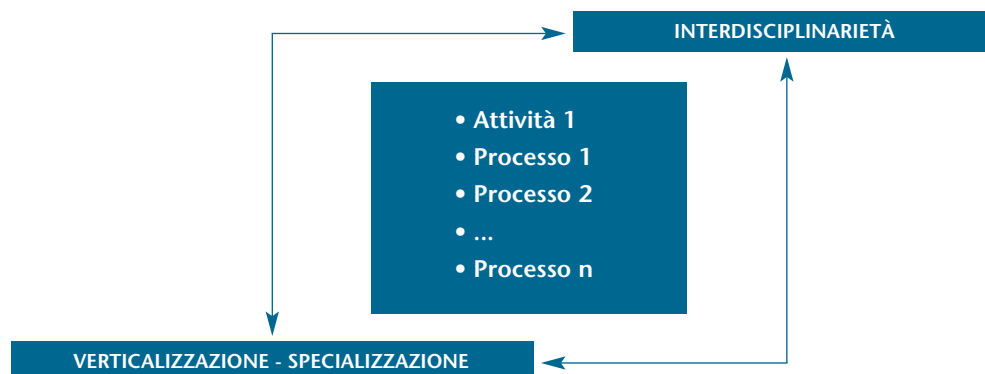 INTERDISCIPLINARIETÀ
• Attività 1
• Processo 1
• Processo 2
• ...
• Processo n
VERTICALIZZAZIONE - SPECIALIZZAZIONE